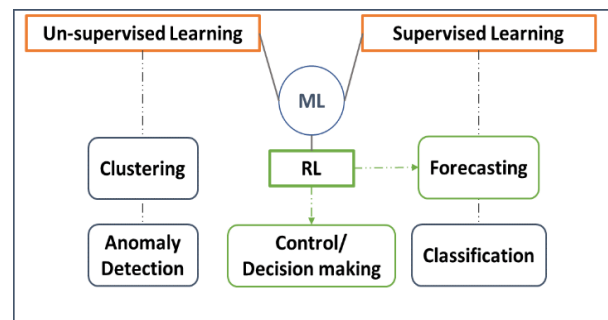 Un-supervised Learning
Supervised Learning
ML
Clustering
RL
Forecasting
Anomaly
Detection
Control/
Decision making
Classification